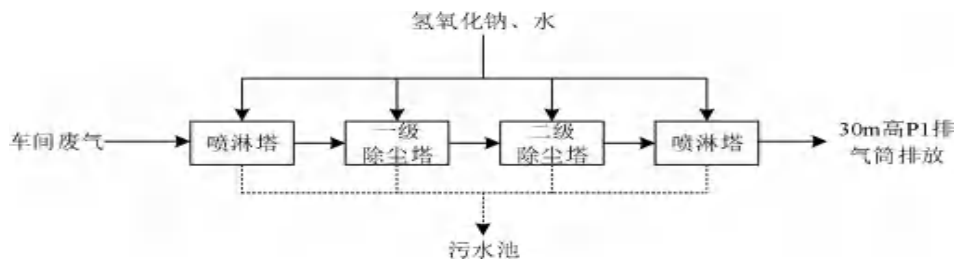 氢氧化钠、水
车间废气
喷淋塔
一级
除尘塔
二级
除尘塔
喷淋塔
30m高P1排
气筒排放
污水池